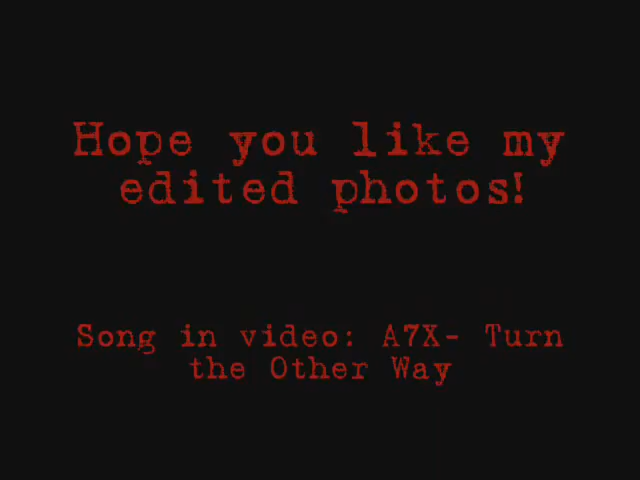 Hope you like my
edited photos!
Song in video: A7X- Turn
the Other Way